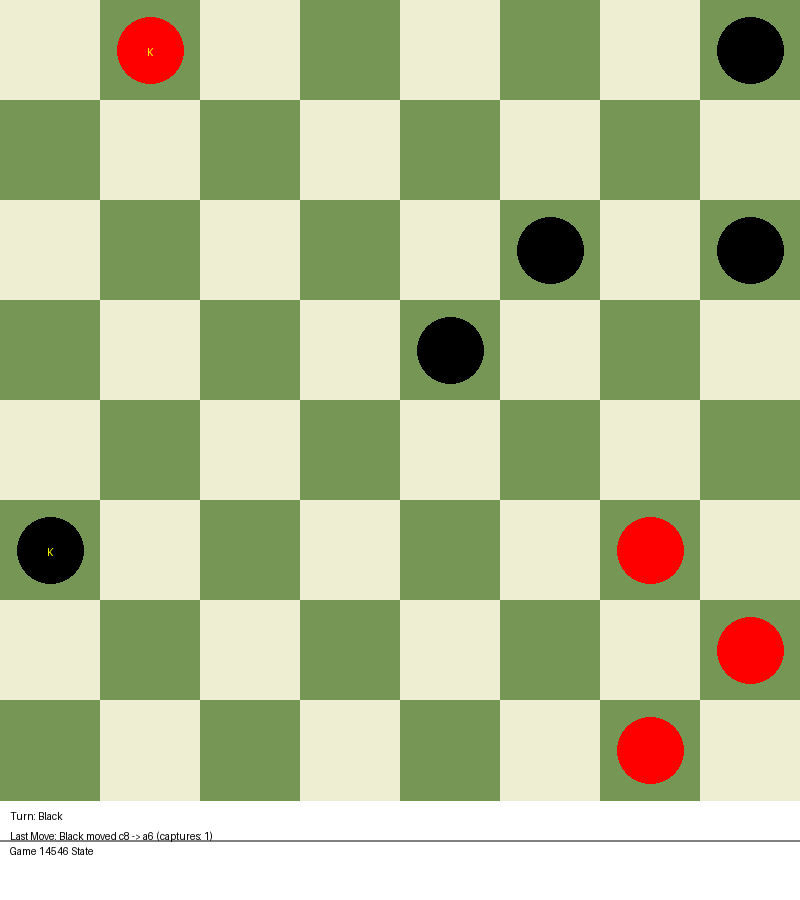 K
K
Turn: Black
Last Move: Black moved c8 -> a6 (captures: 1)
Game 14546 State